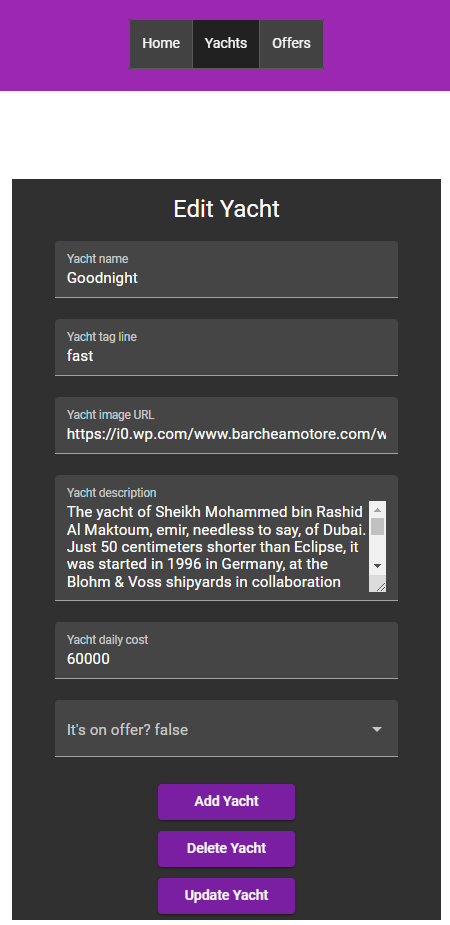 Home Yachts Offers
Edit Yacht
Yacht name
Goodnight
Yacht tag line
fast
Yacht image URL
https://i0.wp.com/www.barcheamotore.com/w
Yacht description
The yacht of Sheikh Mohammed bin Rashid
Al Maktoum, emir, needless to say, of Dubai.
Just 50 centimeters shorter than Eclipse, it
was started in 1996 in Germany, at the
Blohm & Voss shipyards in collaboration
Yacht daily cost
60000
It's on offer? false
Add Yacht
Delete Yacht
Update Yacht